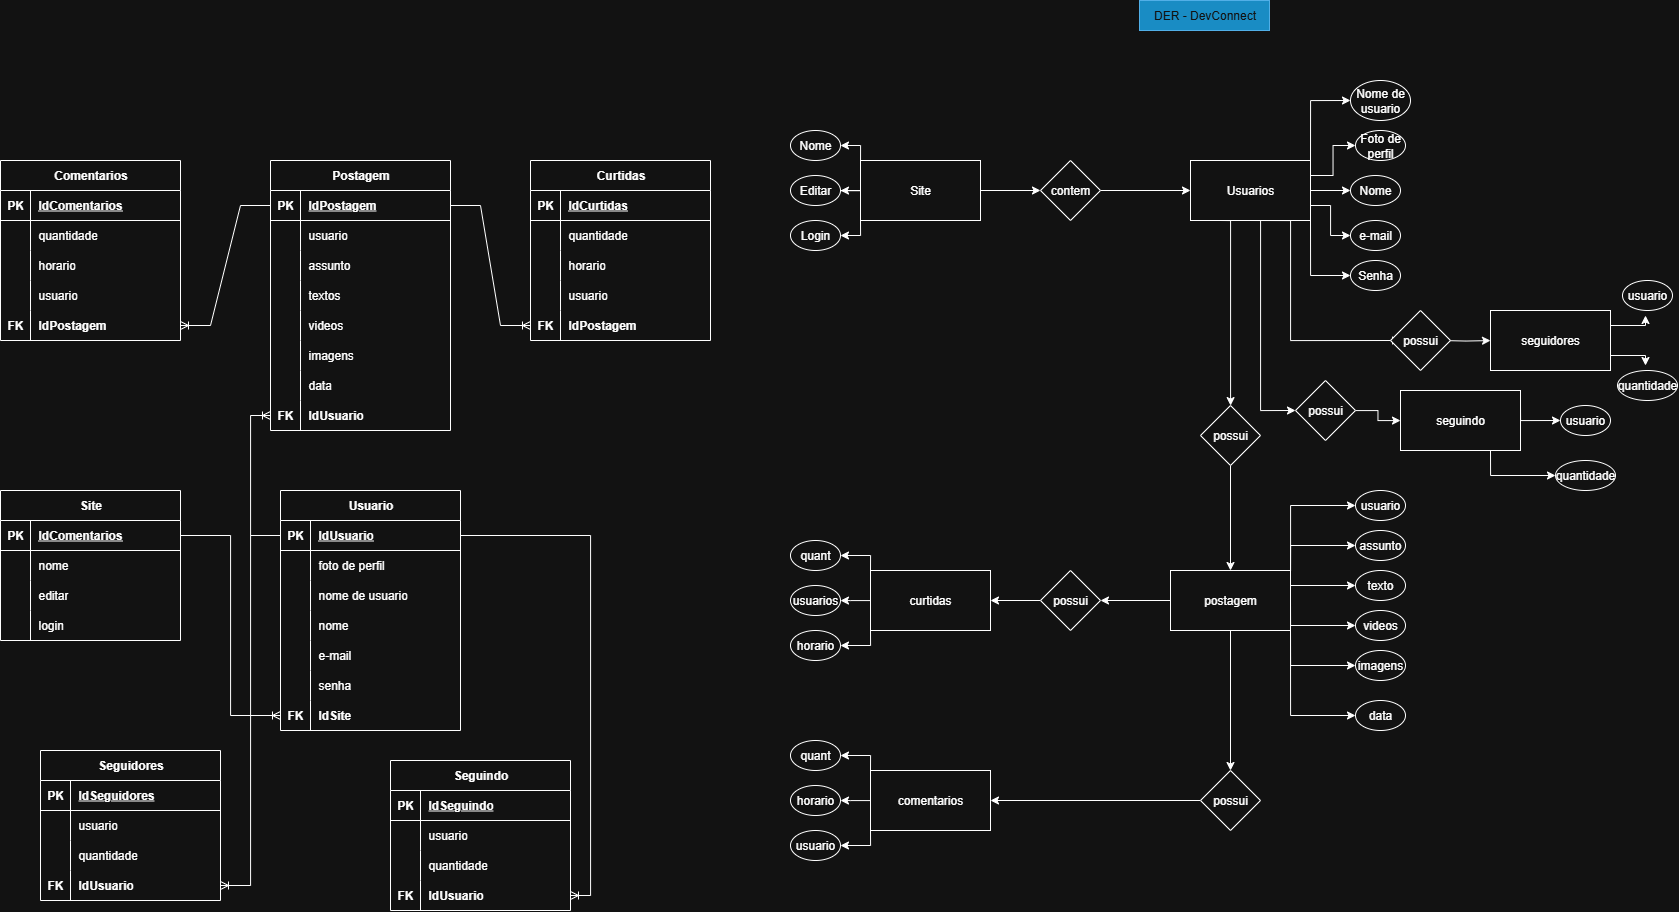 DER - DevConnect
Comentarios
PK IdComentarios
quantidade
horario
usuario
FK IdPostagem
Postagem
PK IdPostagem
usuario
assunto
textos
videos
imagens
data
FK IdUsuario
Curtidas
PK IdCurtidas
quantidade
horario
usuario
FK IdPostagem
Site
PK IdComentarios
nome
editar
login
Usuario
PK IdUsuario
foto de perfil
nome de usuario
nome
e-mail
senha
FK IdSite
Seguidores
PK IdSeguidores
usuario
quantidade
FK IdUsuario
Seguindo
PK IdSeguindo
usuario
quantidade
FK IdUsuario
Nome
Editar
Login
Site
contem
Usuarios
Nome de
usuario
Foto de
perfil
Nome
e-mail
Senha
possui
seguidores
usuario
quantidade
possui
seguindo
usuario
quantidade
possui
quant
usuarios
horario
curtidas
possui
postagem
usuario
assunto
texto
videos
imagens
data
quant
horario
usuario
comentarios
possui